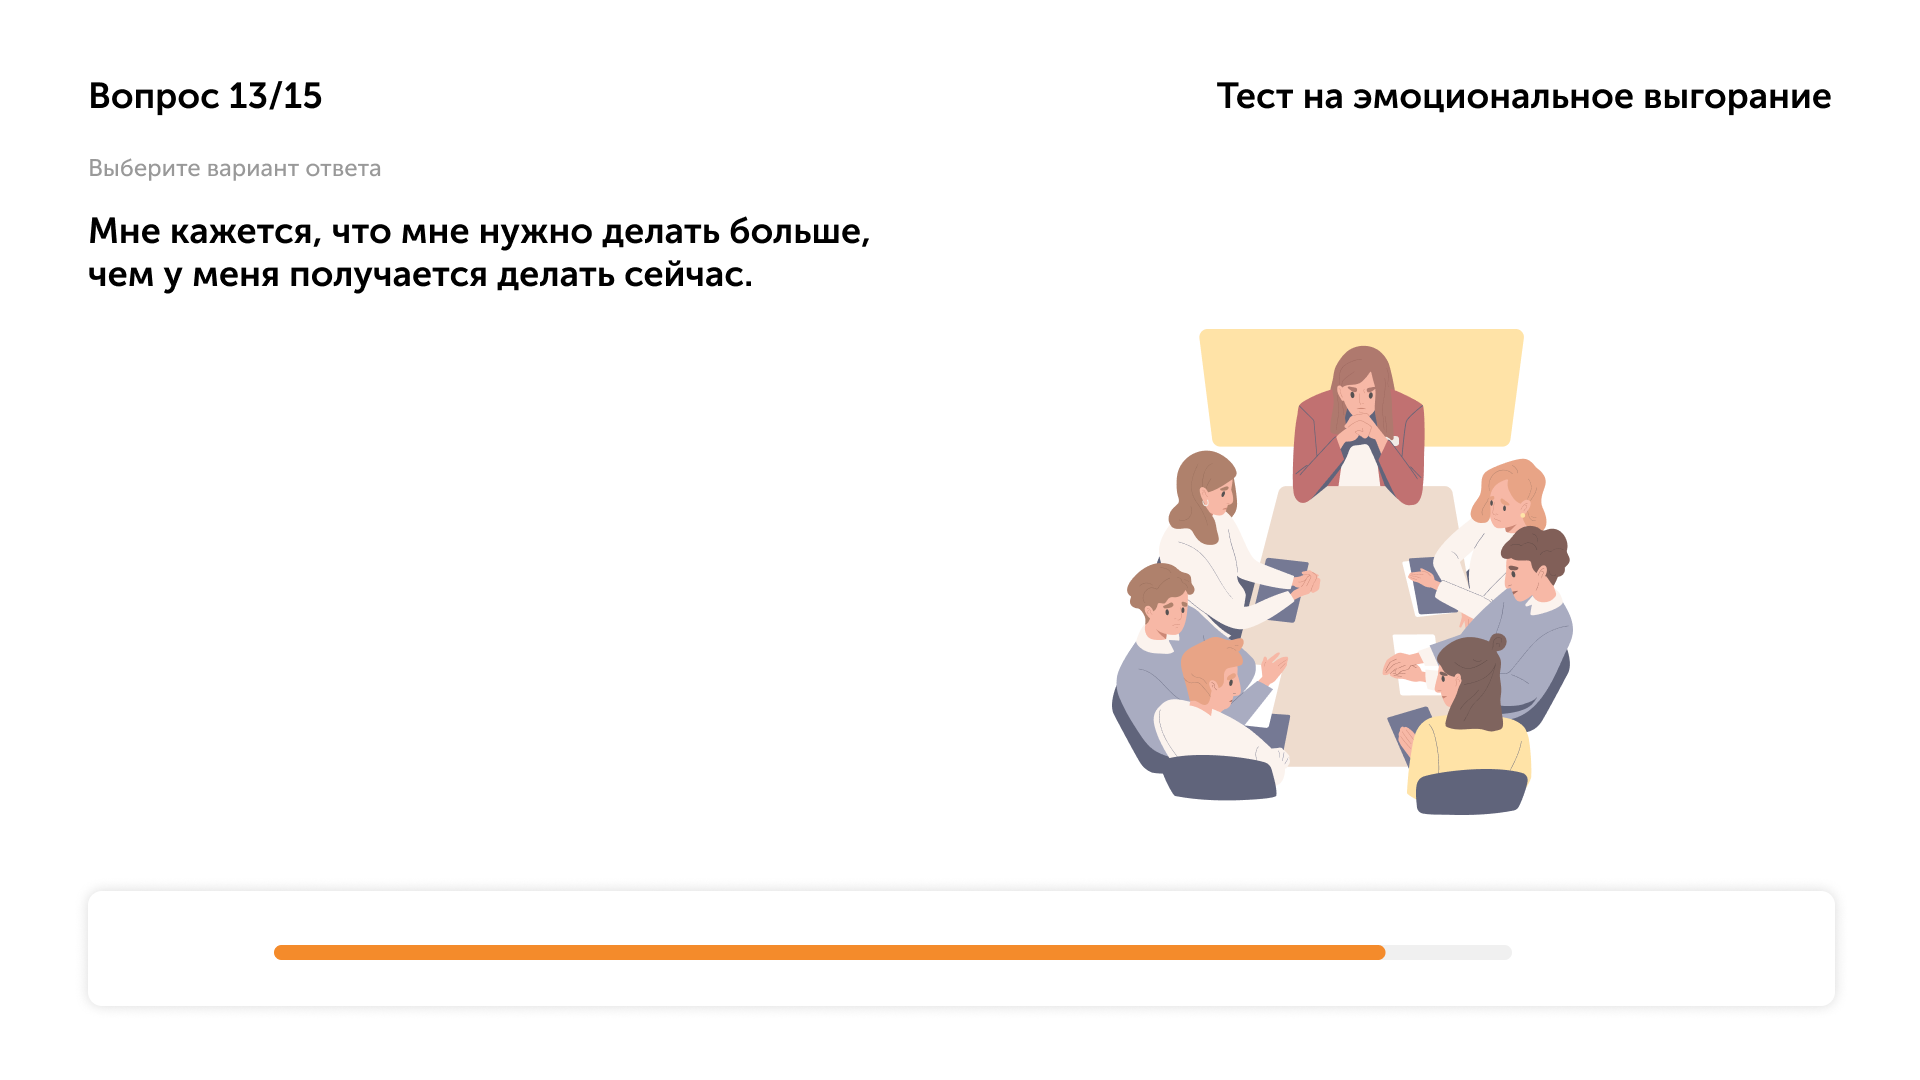 Вопрос 13/15
Тест на эмоциональное выгорание
Выберите вариант ответа
Мне кажется, что мне нужно делать больше,
чем у меня получается делать сейчас.